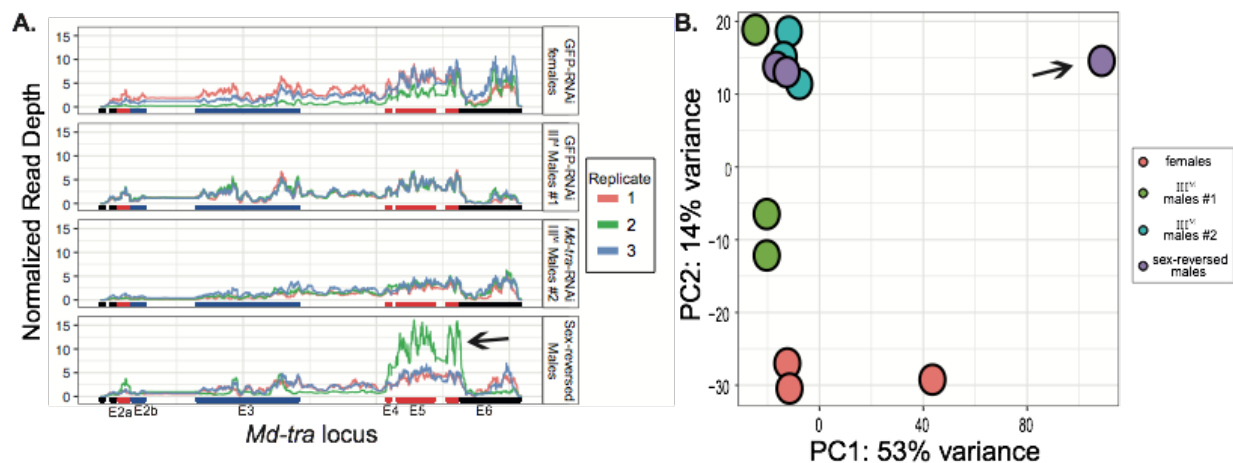 A.
Normalized Read Depth
15
10
5
0
GFP-RNAi
females
15
10
5
0
GFP-RNAi
IIIᴹ Males #1
15
10
5
0
Md-tra-RNAi
IIIᴹ Males #2
15
10
5
0
Sex-reversed
Males
E2a
E2b
E3
E4
E5
E6
Md-tra locus
Replicate
1
2
3
B.
PC2: 14% variance
20
10
0
−10
−20
−30
0
40
80
PC1: 53% variance
females
IIIᴹ
males #1
IIIᴹ
males #2
sex-reversed
males